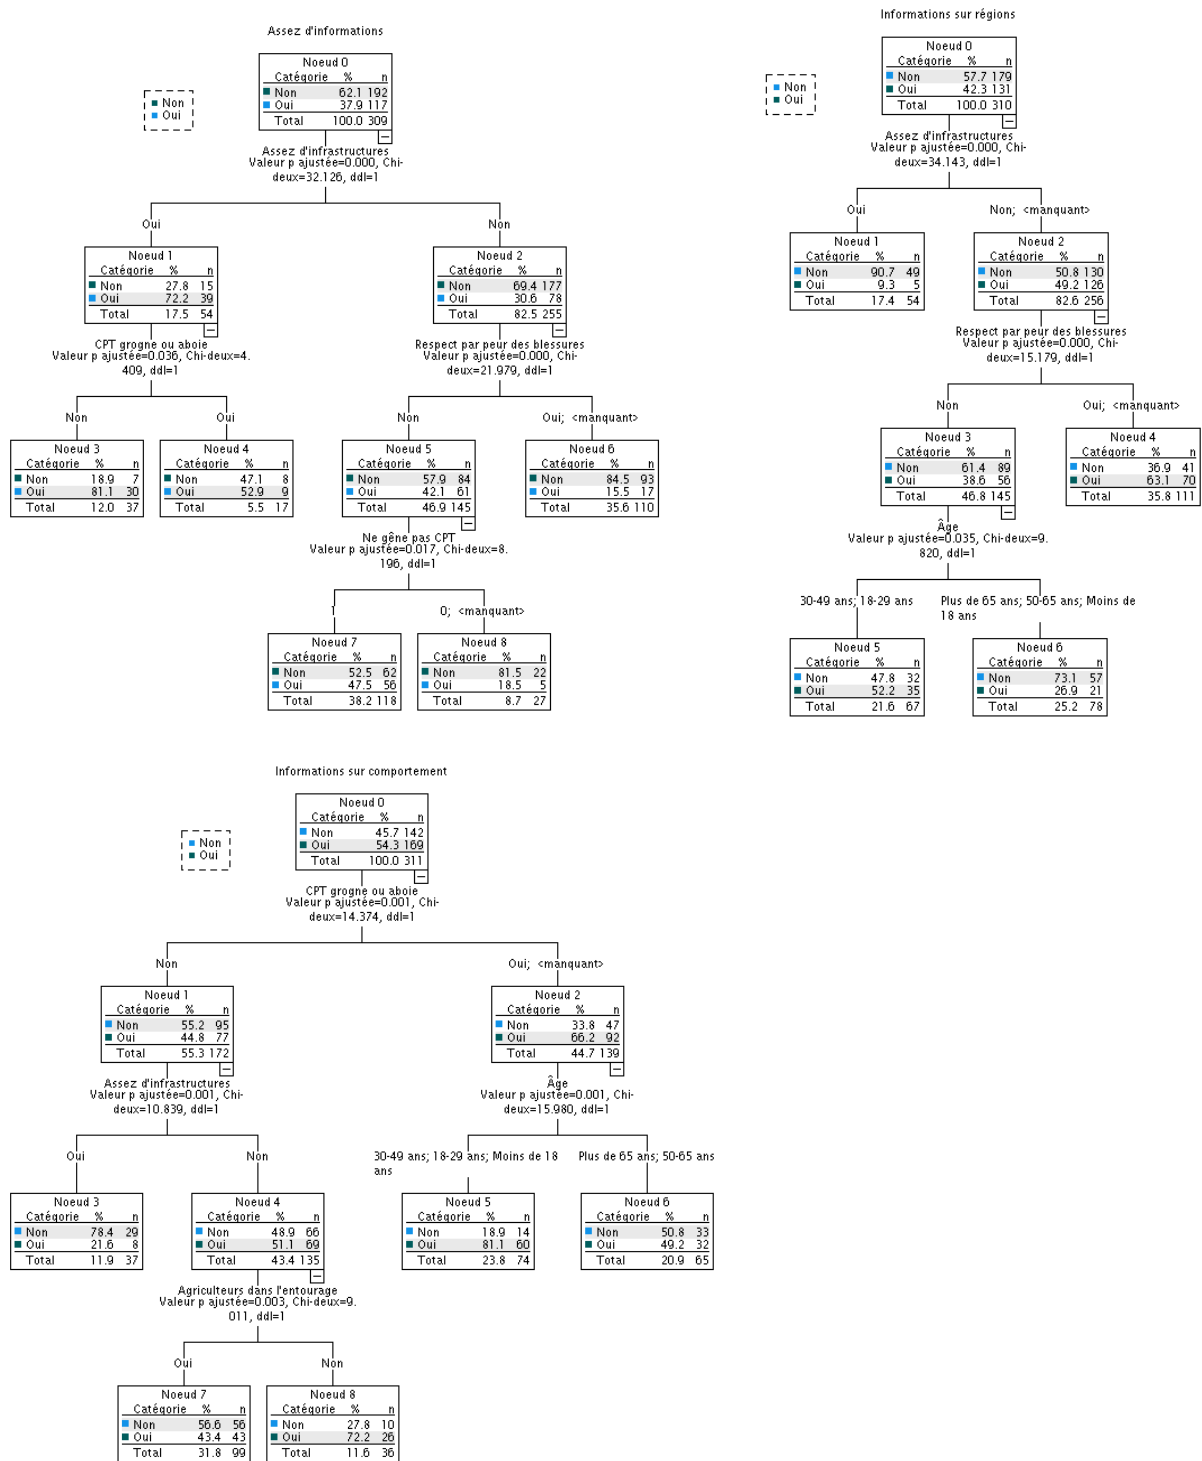 Assez d'informations
Non
Oui
Noeud 0
Catégorie % n
Non 62.1 192
Oui 37.9 117
Total 100.0 309
Assez d'infrastructures
Valeur p ajustée=0.000, Chi-
deux=32.126, ddl=1
Oui
Non
Noeud 1
Catégorie % n
Non 27.8 15
Oui 72.2 39
Total 17.5 54
Noeud 2
Catégorie % n
Non 69.4 177
Oui 30.6 78
Total 82.5 255
CPT grogne ou aboie
Valeur p ajustée=0.036, Chi-deux=4.
409, ddl=1
Respect par peur des blessures
Valeur p ajustée=0.000, Chi-
deux=21.979, ddl=1
Non
Oui
Non
Oui; <manquant>
Noeud 3
Catégorie % n
Non 18.9 7
Oui 81.1 30
Total 12.0 37
Noeud 4
Catégorie % n
Non 47.1 8
Oui 52.9 9
Total 5.5 17
Noeud 5
Catégorie % n
Non 57.9 84
Oui 42.1 61
Total 46.9 145
Noeud 6
Catégorie % n
Non 84.5 93
Oui 15.5 17
Total 35.6 110
Ne gêne pas CPT
Valeur p ajustée=0.017, Chi-deux=8.
196, ddl=1
1
0; <manquant>
Noeud 7
Catégorie % n
Non 52.5 62
Oui 47.5 56
Total 38.2 118
Noeud 8
Catégorie % n
Non 81.5 22
Oui 18.5 5
Total 8.7 27
Informations sur régions
Non
Oui
Noeud 0
Catégorie % n
Non 57.7 179
Oui 42.3 131
Total 100.0 310
Assez d'infrastructures
Valeur p ajustée=0.000, Chi-
deux=34.143, ddl=1
Oui
Non; <manquant>
Noeud 1
Catégorie % n
Non 90.7 49
Oui 9.3 5
Total 17.4 54
Noeud 2
Catégorie % n
Non 50.8 130
Oui 49.2 126
Total 82.6 256
Respect par peur des blessures
Valeur p ajustée=0.000, Chi-
deux=15.179, ddl=1
Non
Oui; <manquant>
Noeud 3
Catégorie % n
Non 61.4 89
Oui 38.6 56
Total 46.8 145
Noeud 4
Catégorie % n
Non 36.9 41
Oui 63.1 70
Total 35.8 111
Âge
Valeur p ajustée=0.035, Chi-deux=9.
820, ddl=1
30-49 ans; 18-29 ans
Plus de 65 ans; 50-65 ans; Moins de
18 ans
Noeud 5
Catégorie % n
Non 47.8 32
Oui 52.2 35
Total 21.6 67
Noeud 6
Catégorie % n
Non 73.1 57
Oui 26.9 21
Total 25.2 78
Informations sur comportement
Non
Oui
Noeud 0
Catégorie % n
Non 45.7 142
Oui 54.3 169
Total 100.0 311
CPT grogne ou aboie
Valeur p ajustée=0.001, Chi-
deux=14.374, ddl=1
Non
Oui; <manquant>
Noeud 1
Catégorie % n
Non 55.2 95
Oui 44.8 77
Total 55.3 172
Noeud 2
Catégorie % n
Non 33.8 47
Oui 66.2 92
Total 44.7 139
Assez d'infrastructures
Valeur p ajustée=0.001, Chi-
deux=10.839, ddl=1
Âge
Valeur p ajustée=0.001, Chi-
deux=15.980, ddl=1
Oui
Non
30-49 ans; 18-29 ans; Moins de 18
ans
Plus de 65 ans; 50-65 ans
Noeud 3
Catégorie % n
Non 78.4 29
Oui 21.6 8
Total 11.9 37
Noeud 4
Catégorie % n
Non 48.9 66
Oui 51.1 69
Total 43.4 135
Noeud 5
Catégorie % n
Non 18.9 14
Oui 81.1 60
Total 23.8 74
Noeud 6
Catégorie % n
Non 50.8 33
Oui 49.2 32
Total 20.9 65
Agriculteurs dans l'entourage
Valeur p ajustée=0.003, Chi-deux=9.
011, ddl=1
Oui
Non
Noeud 7
Catégorie % n
Non 56.6 56
Oui 43.4 43
Total 31.8 99
Noeud 8
Catégorie % n
Non 27.8 10
Oui 72.2 26
Total 11.6 36